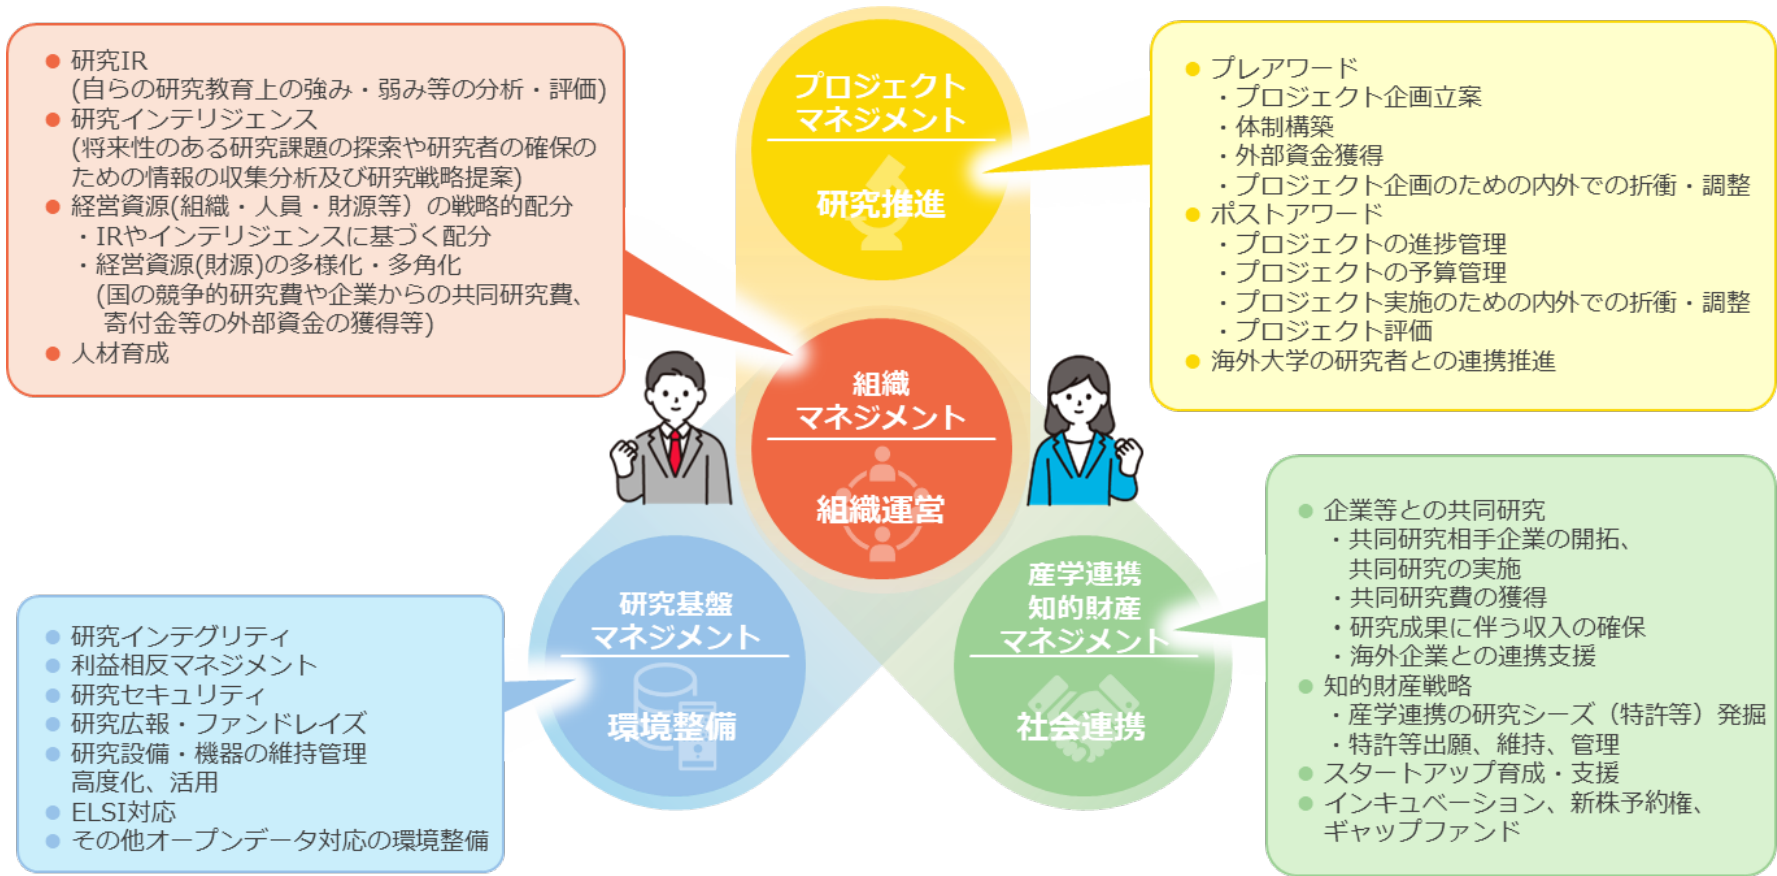 ● 研究IR
(自らの研究教育上の強み・弱み等の分析・評価)
● 研究インテリジェンス
(将来性のある研究課題の探索や研究者の確保の
ための情報の収集分析及び研究戦略提案)
● 経営資源(組織・人員・財源等）の戦略的配分
・IRやインテリジェンスに基づく配分
・経営資源(財源)の多様化・多角化
(国の競争的研究費や企業からの共同研究費、
寄付金等の外部資金の獲得等)
● 人材育成
プロジェクト
マネジメント
研究推進
● プレアワード
・プロジェクト企画立案
・体制構築
・外部資金獲得
・プロジェクト企画のための内外での折衝・調整
● ポストアワード
・プロジェクトの進捗管理
・プロジェクトの予算管理
・プロジェクト実施のための内外での折衝・調整
・プロジェクト評価
● 海外大学の研究者との連携推進
組織
マネジメント
組織運営
● 研究インテグリティ
● 利益相反マネジメント
● 研究セキュリティ
● 研究広報・ファンドレイズ
● 研究設備・機器の維持管理
高度化、活用
● ELSI対応
● その他オープンデータ対応の環境整備
研究基盤
マネジメント
環境整備
産学連携
知的財産
マネジメント
社会連携
● 企業等との共同研究
・共同研究相手企業の開拓、
共同研究の実施
・共同研究費の獲得
・研究成果に伴う収入の確保
・海外企業との連携支援
● 知的財産戦略
・産学連携の研究シーズ（特許等）発掘
・特許等出願、維持、管理
● スタートアップ育成・支援
● インキュベーション、新株予約権、
ギャップファンド